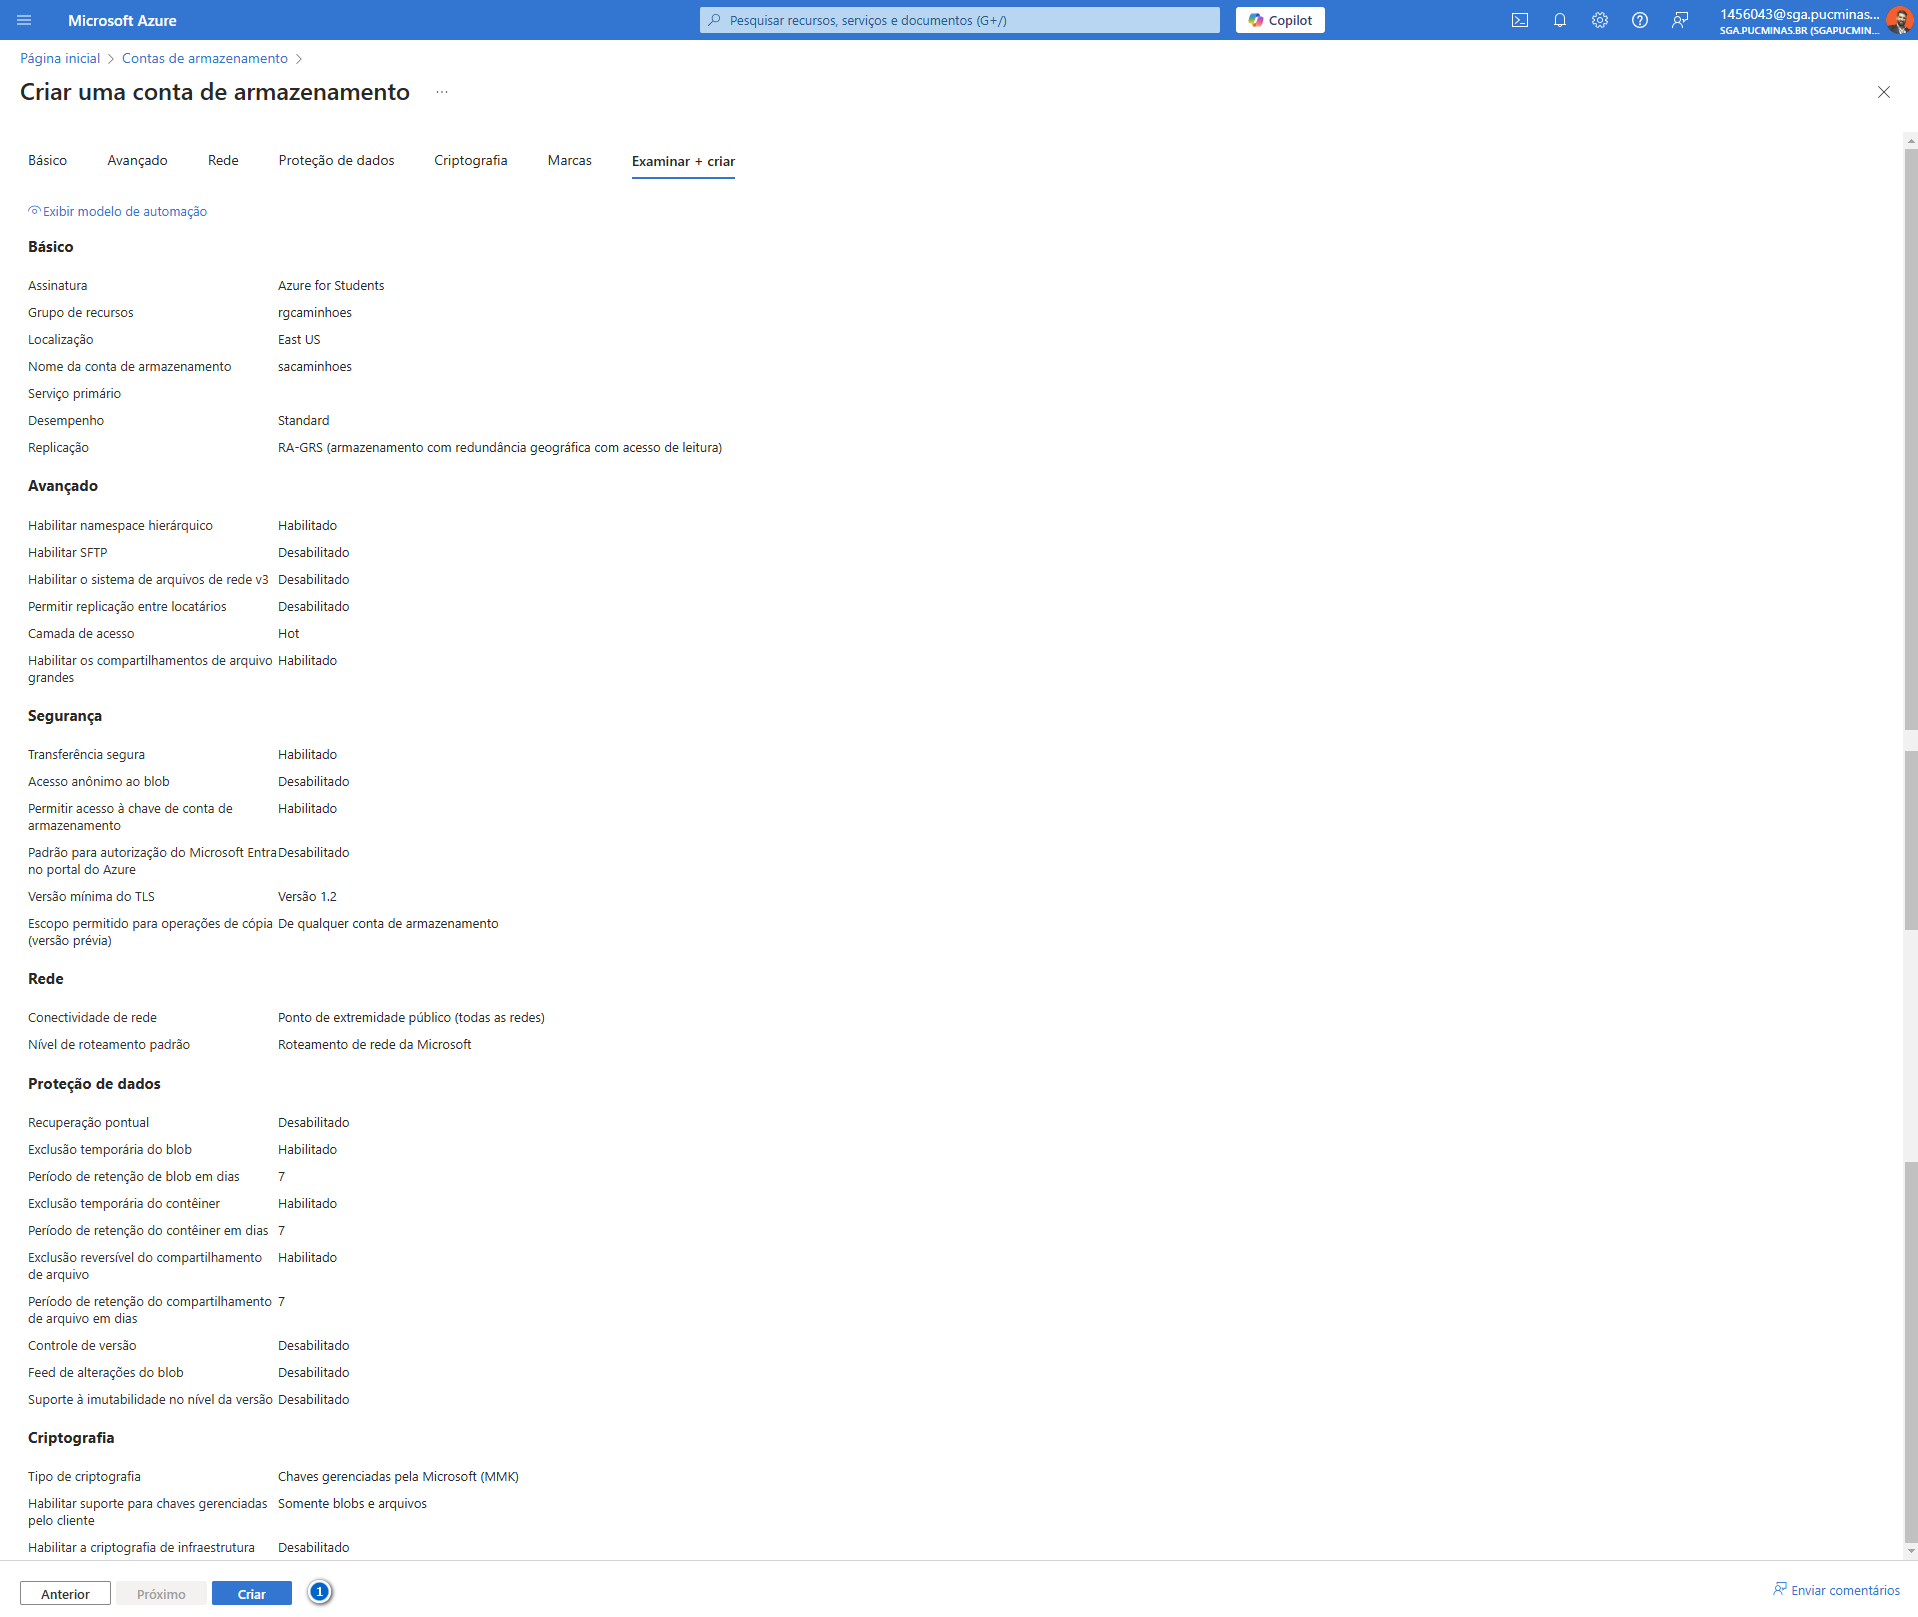 Microsoft Azure
Pesquisar recursos, serviços e documentos (G+/)
Copilot
1456043@sga.pucminas...
SGA.PUCMINAS.BR (SGAPUCMIN...
Página inicial
Contas de armazenamento
Criar uma conta de armazenamento
...
Básico
Avançado
Rede
Proteção de dados
Criptografia
Marcas
Examinar + criar
Exibir modelo de automação
Básico
Assinatura Azure for Students
Grupo de recursos rgcaminhoes
Localização East US
Nome da conta de armazenamento sacaminhoes
Serviço primário
Desempenho Standard
Replicação RA-GRS (armazenamento com redundância geográfica com acesso de leitura)
Avançado
Habilitar namespace hierárquico Habilitado
Habilitar SFTP Desabilitado
Habilitar o sistema de arquivos de rede v3 Desabilitado
Permitir replicação entre locatários Desabilitado
Camada de acesso Hot
Habilitar os compartilhamentos de arquivo Habilitado
grandes
Segurança
Transferência segura Habilitado
Acesso anônimo ao blob Desabilitado
Permitir acesso à chave de conta de Habilitado
armazenamento
Padrão para autorização do Microsoft Entra Desabilitado
no portal do Azure
Versão mínima do TLS Versão 1.2
Escopo permitido para operações de cópia De qualquer conta de armazenamento
(versão prévia)
Rede
Conectividade de rede Ponto de extremidade público (todas as redes)
Nível de roteamento padrão Roteamento de rede da Microsoft
Proteção de dados
Recuperação pontual Desabilitado
Exclusão temporária do blob Habilitado
Período de retenção de blob em dias 7
Exclusão temporária do contêiner Habilitado
Período de retenção do contêiner em dias 7
Exclusão reversível do compartilhamento Habilitado
de arquivo
Período de retenção do compartilhamento 7
de arquivo em dias
Controle de versão Desabilitado
Feed de alterações do blob Desabilitado
Suporte à imutabilidade no nível da versão Desabilitado
Criptografia
Tipo de criptografia Chaves gerenciadas pela Microsoft (MMK)
Habilitar suporte para chaves gerenciadas Somente blobs e arquivos
pelo cliente
Habilitar a criptografia de infraestrutura Desabilitado
Anterior
Próximo
Criar
1
Enviar comentários